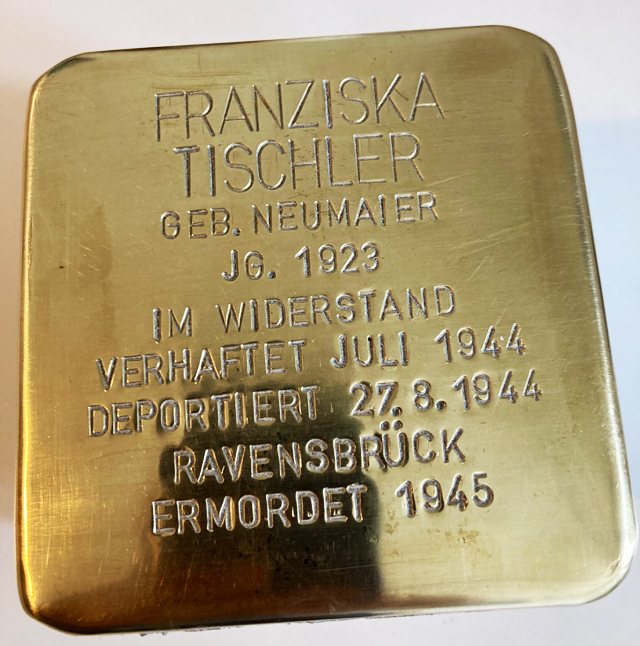 FRANZISKA
TISCHLER
GEB. NEUMAIER
JG. 1923
IM WIDERSTAND
VERHAFTET JULI 1944
DEPORTIERT 27.8.1944
RAVENSBRÜCK
ERMORDET 1945